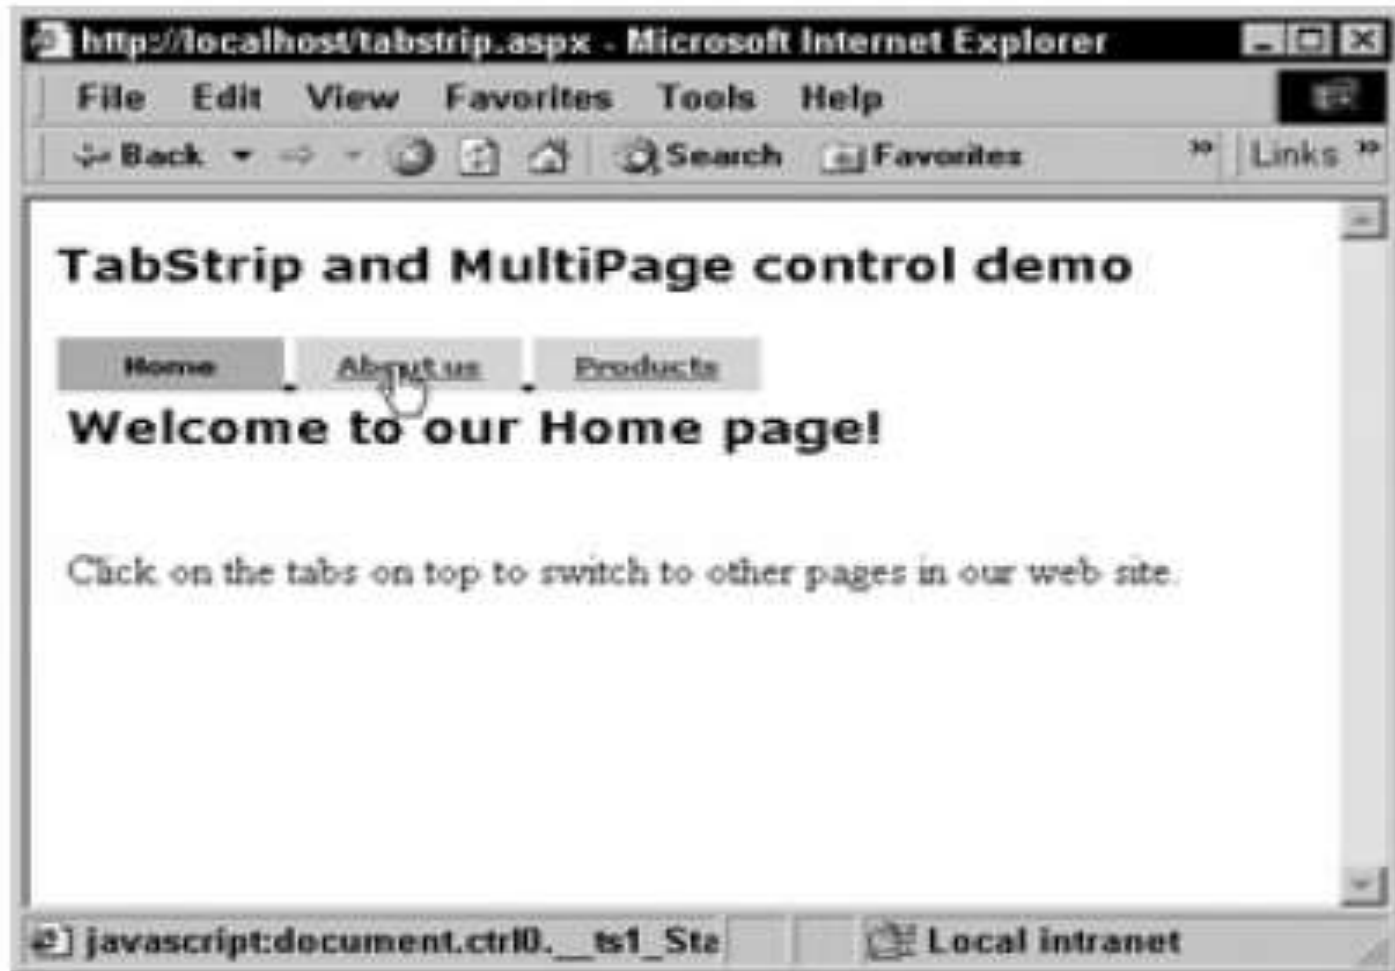 http://localhost/tabstrip.aspx - Microsoft Internet Explorer
File Edit View Favorites Tools Help
Back Search Favorites » Links »
TabStrip and MultiPage control demo
Home About us Products
Welcome to our Home page!
Click on the tabs on top to switch to other pages in our web site.
javascript:document.ctrl0.__ts1_Sta Local intranet